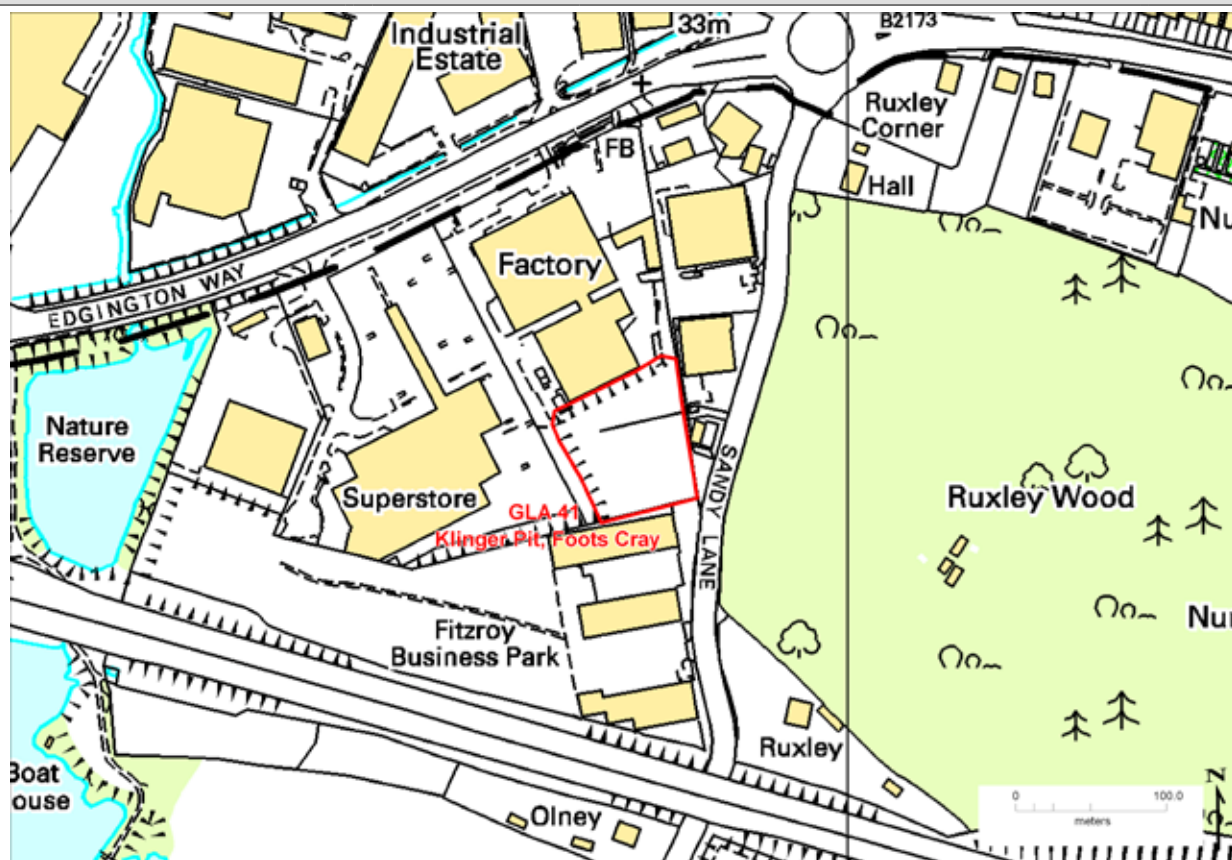 Industrial
Estate
33m
B2173
Ruxley
Corner
FB
Hall
Nu
Factory
EDGINGTON WAY
Nature
Reserve
Superstore
GLA 41
Klinger Pit, Foots Cray
SANDY LANE
Ruxley Wood
Nur
Fitzroy
Business Park
Ruxley
Boat
ouse
Olney
0 100.0
meters
N